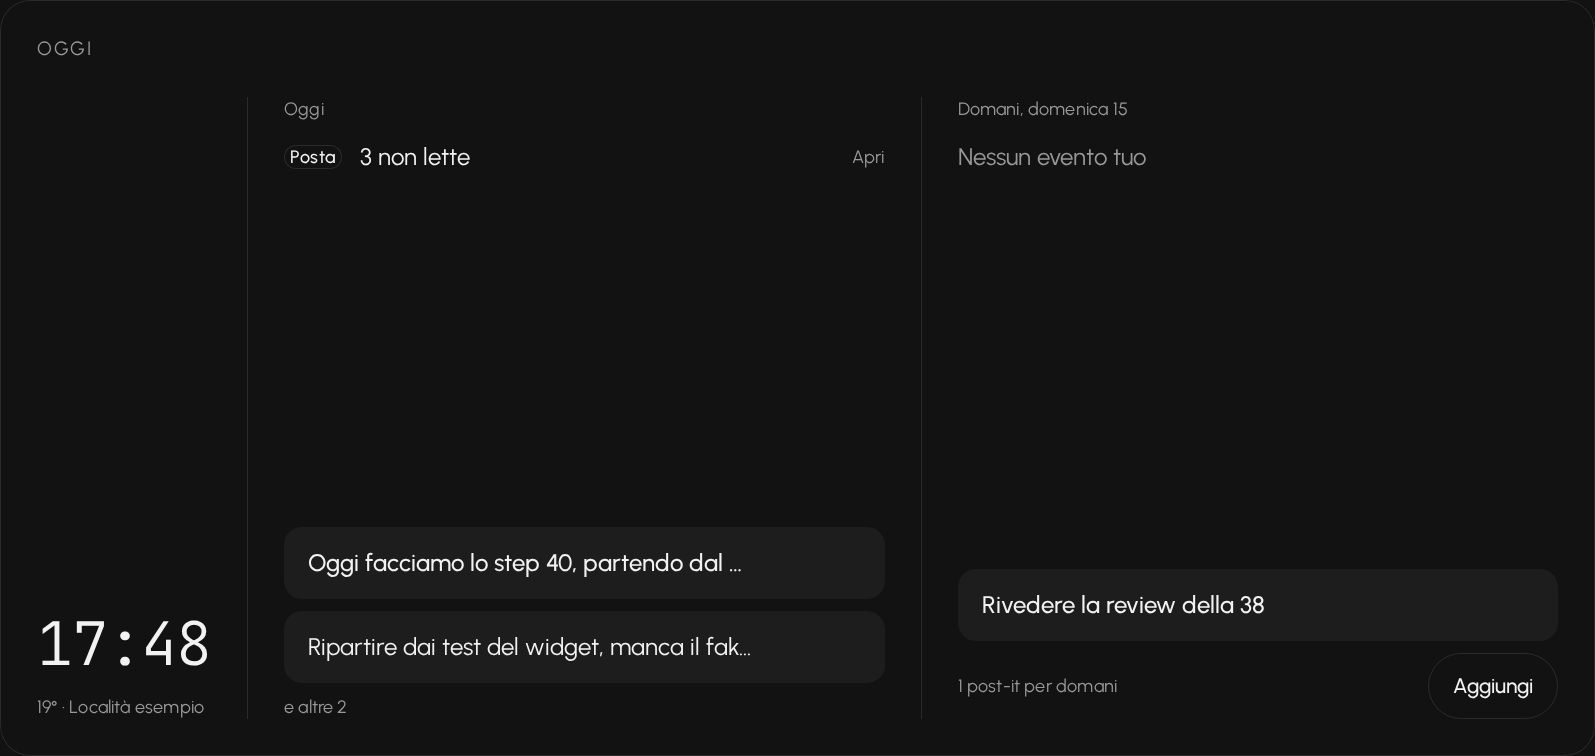 OGGI
Oggi
Posta 3 non lette Apri
Oggi facciamo lo step 40, partendo dal ...
Ripartire dai test del widget, manca il fak...
e altre 2
17:48
19° · Località esempio
Domani, domenica 15
Nessun evento tuo
Rivedere la review della 38
1 post-it per domani
Aggiungi